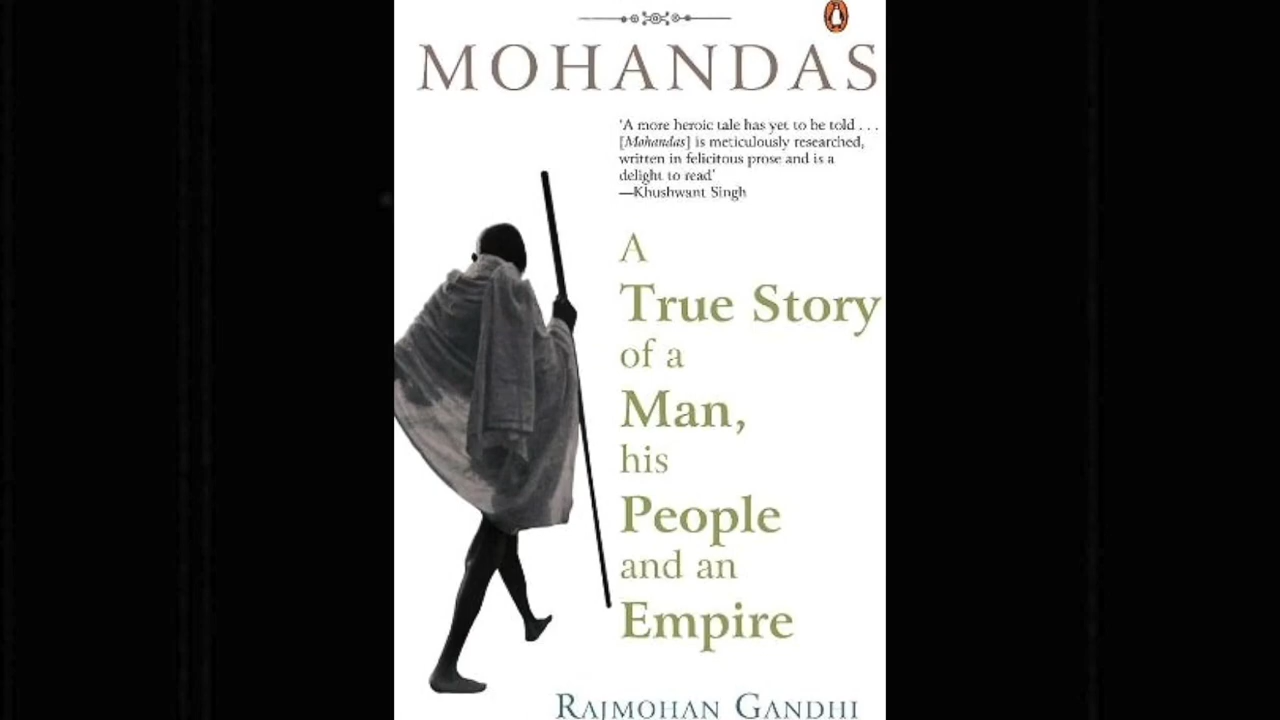 MOHANDAS
'A more heroic tale has yet to be told . . .
[Mohandas] is meticulously researched,
written in felicitous prose and is a
delight to read'
—Khushwant Singh
A
True Story
of a
Man,
his
People
and an
Empire
RAJMOHAN GANDHI